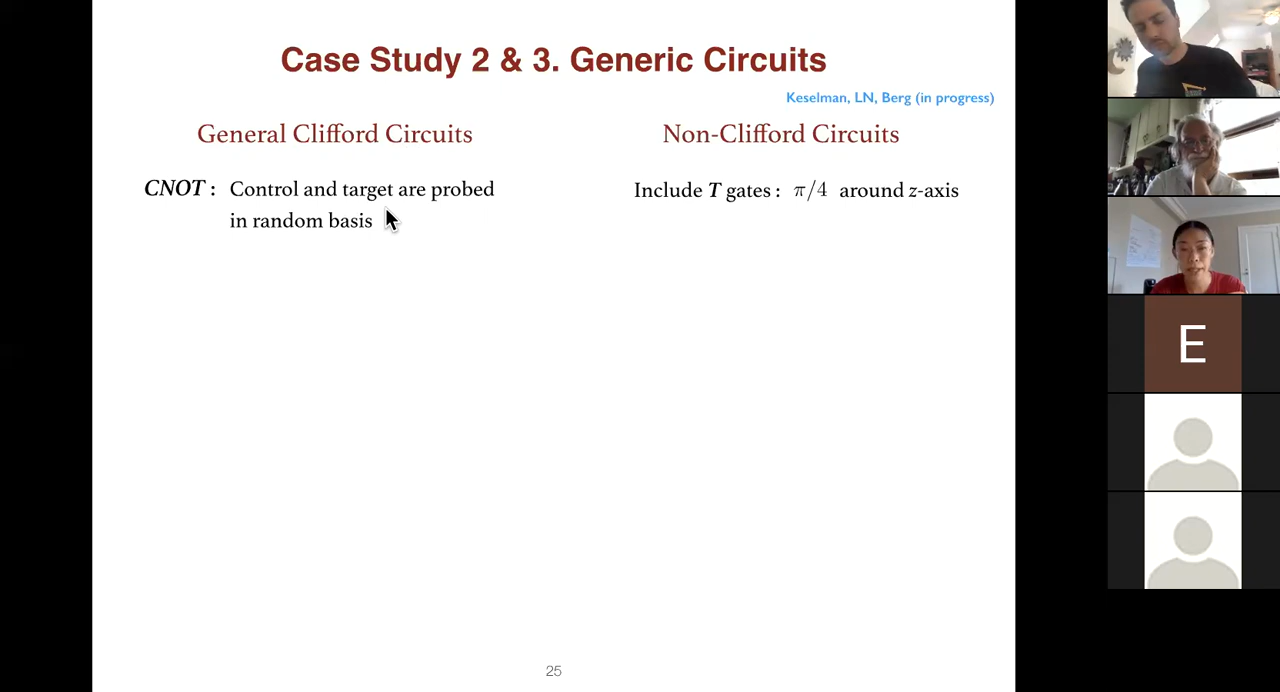 Case Study 2 & 3. Generic Circuits
Keselman, LN, Berg (in progress)
General Clifford Circuits
CNOT : Control and target are probed
in random basis
Non-Clifford Circuits
Include T gates : π/4 around z-axis
25
E